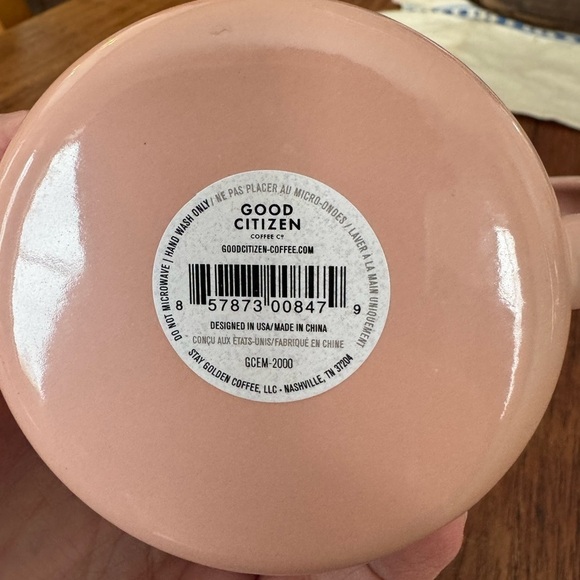 DO NOT MICROWAVE | HAND WASH ONLY / NE PAS PLACER AU MICRO-ONDES / LAVER À LA MAIN UNIQUEMENT
GOOD
CITIZEN
COFFEE Cº
GOODCITIZEN-COFFEE.COM
8 57873 00847 9
DESIGNED IN USA/MADE IN CHINA
CONÇU AUX ÉTATS-UNIS/FABRIQUÉ EN CHINE
GCEM-2000
STAY GOLDEN COFFEE, LLC - NASHVILLE, TN 37204